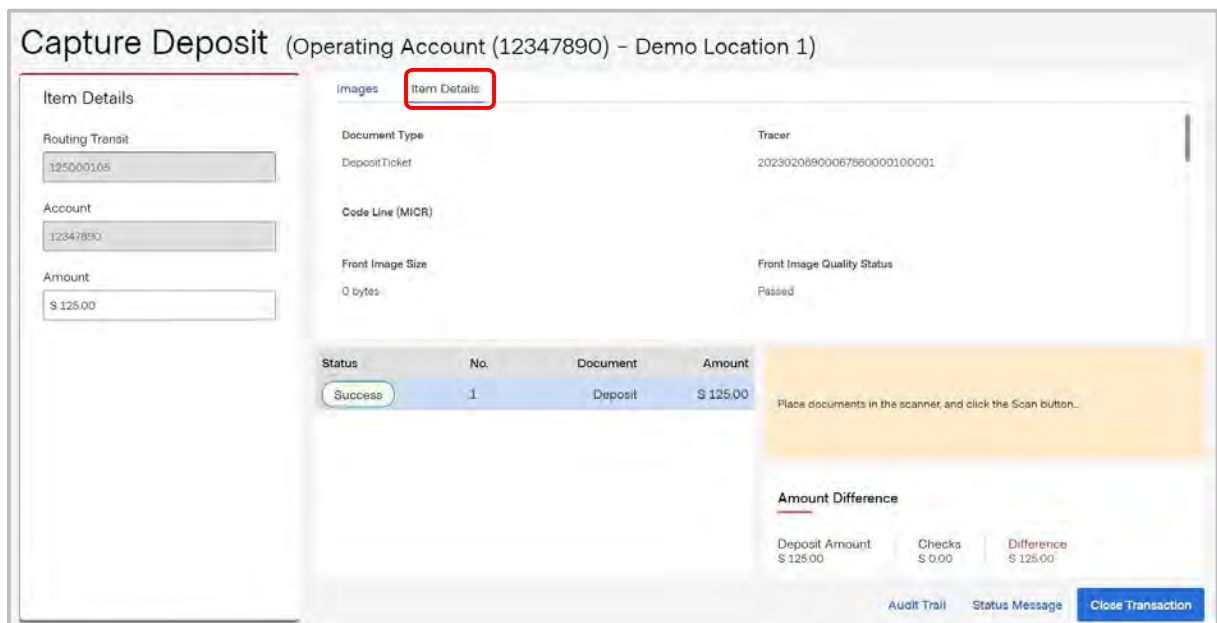 Capture Deposit (Operating Account (12347890) – Demo Location 1)
Item Details
Routing Transit
125000105
Account
12347890
Amount
$ 125.00
Images Item Details
Document Type Tracer
DepositTicket
Code Line (MICR)
Front Image Size Front Image Quality Status
0 bytes Passed
Status No. Document Amount
Success 1 Deposit $ 125.00
Place documents in the scanner, and click the Scan button...
Amount Difference
Deposit Amount Checks Difference
$ 125.00 $ 0.00 $ 125.00
Audit Trail Status Message Close Transaction